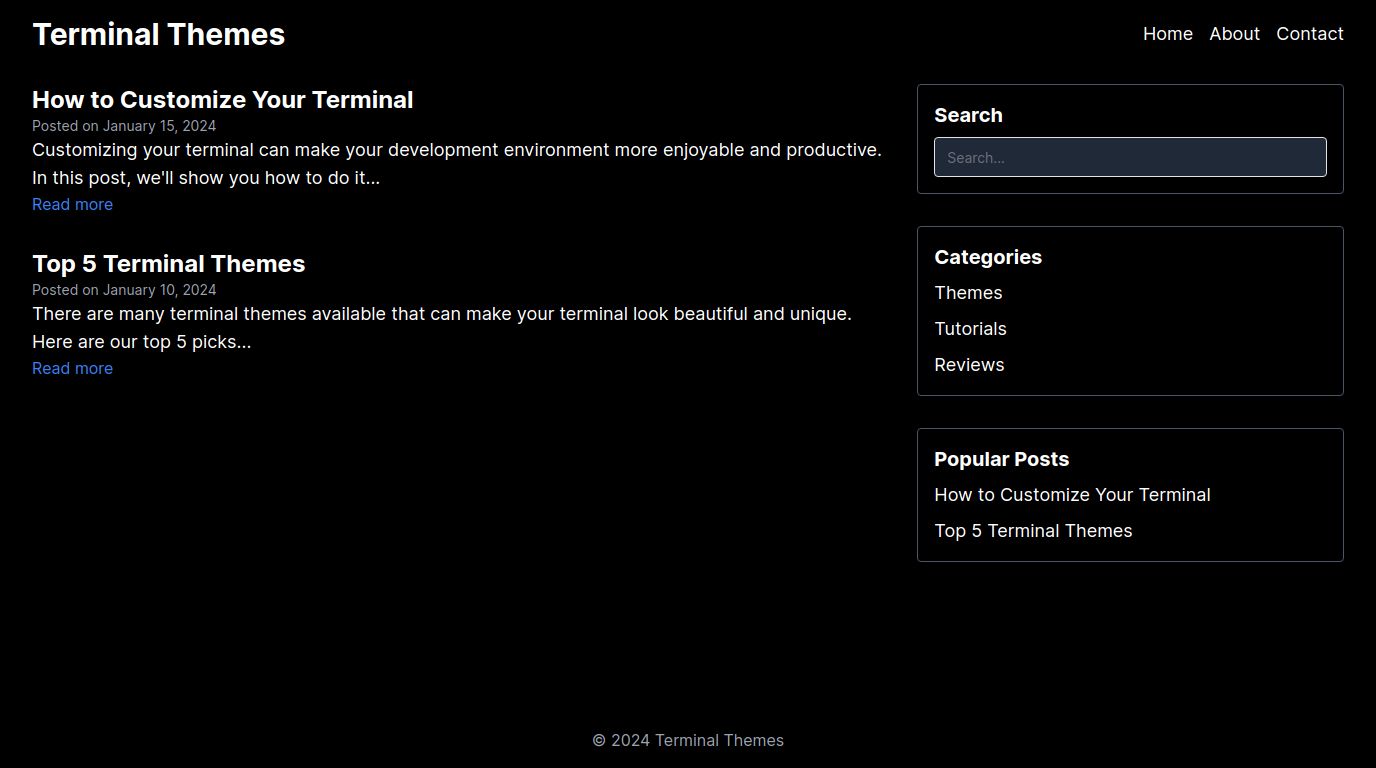 Terminal Themes
Home About Contact
How to Customize Your Terminal
Posted on January 15, 2024
Customizing your terminal can make your development environment more enjoyable and productive.
In this post, we'll show you how to do it...
Read more
Top 5 Terminal Themes
Posted on January 10, 2024
There are many terminal themes available that can make your terminal look beautiful and unique.
Here are our top 5 picks...
Read more
Search
Search...
Categories
Themes
Tutorials
Reviews
Popular Posts
How to Customize Your Terminal
Top 5 Terminal Themes
© 2024 Terminal Themes